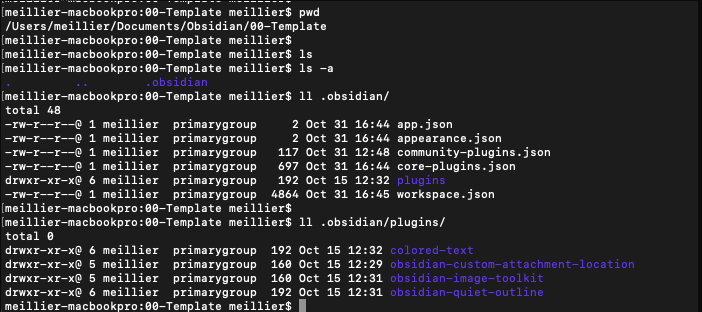 [meillier-macbookpro:00-Template meillier$ pwd
/Users/meillier/Documents/Obsidian/00-Template
[meillier-macbookpro:00-Template meillier$ ls
[meillier-macbookpro:00-Template meillier$ ls -a
. .. .obsidian
[meillier-macbookpro:00-Template meillier$ ll .obsidian/
total 48
-rw-r--r--@ 1 meillier primarygroup 2 Oct 31 16:44 app.json
-rw-r--r--@ 1 meillier primarygroup 2 Oct 31 16:44 appearance.json
-rw-r--r--@ 1 meillier primarygroup 117 Oct 31 12:48 community-plugins.json
-rw-r--r--@ 1 meillier primarygroup 697 Oct 31 16:44 core-plugins.json
drwxr-xr-x@ 6 meillier primarygroup 192 Oct 15 12:32 plugins
-rw-r--r--@ 1 meillier primarygroup 4864 Oct 31 16:45 workspace.json
[meillier-macbookpro:00-Template meillier$
[meillier-macbookpro:00-Template meillier$ ll .obsidian/plugins/
total 0
drwxr-xr-x@ 6 meillier primarygroup 192 Oct 15 12:32 colored-text
drwxr-xr-x@ 5 meillier primarygroup 160 Oct 15 12:29 obsidian-custom-attachment-location
drwxr-xr-x@ 5 meillier primarygroup 160 Oct 15 12:31 obsidian-image-toolkit
drwxr-xr-x@ 6 meillier primarygroup 192 Oct 15 12:31 obsidian-quiet-outline
meillier-macbookpro:00-Template meillier$